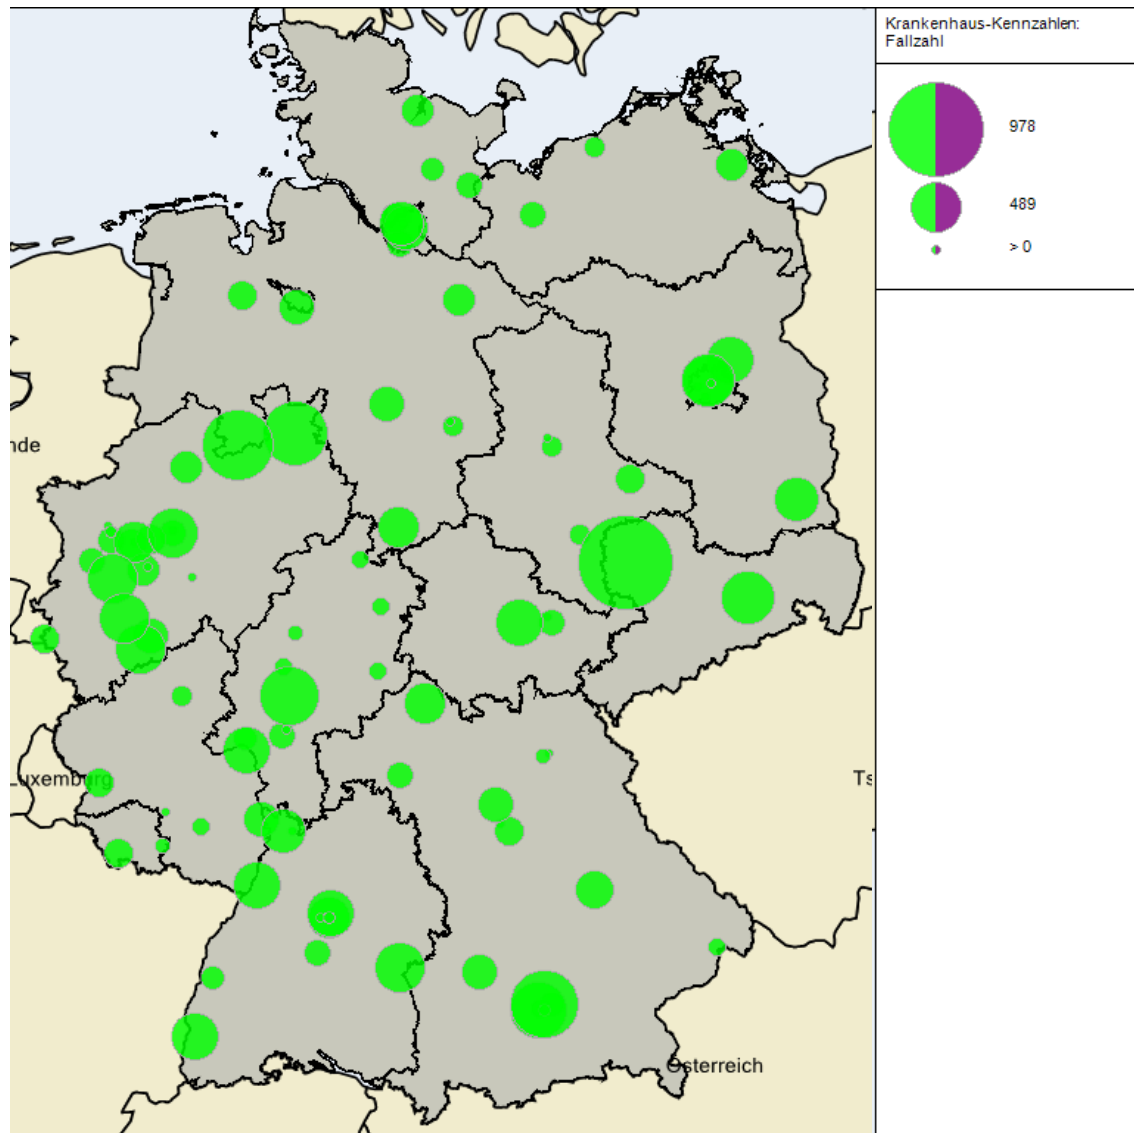 Krankenhaus-Kennzahlen:
Fallzahl
978
489
> 0
nde
Luxemburg
Ts
Österreich